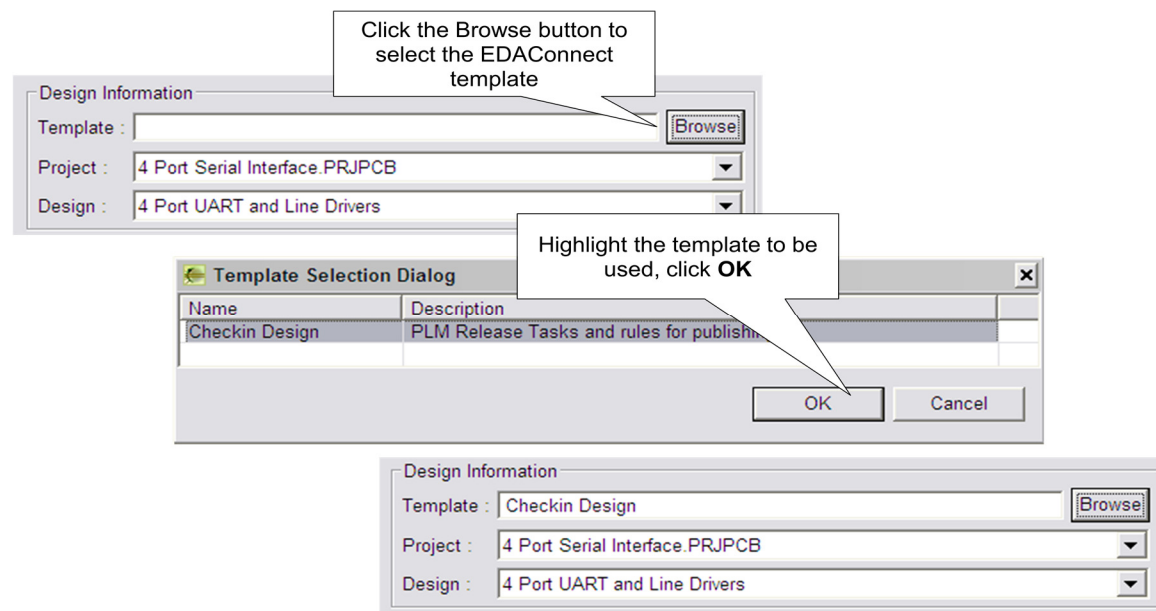 Click the Browse button to
select the EDAConnect
template
Design Information
Template :
Browse
Project : 4 Port Serial Interface.PRJPCB
Design : 4 Port UART and Line Drivers
Highlight the template to be
used, click OK
Template Selection Dialog
Name Description
Checkin Design PLM Release Tasks and rules for
OK Cancel
Design Information
Template : Checkin Design Browse
Project : 4 Port Serial Interface.PRJPCB
Design : 4 Port UART and Line Drivers